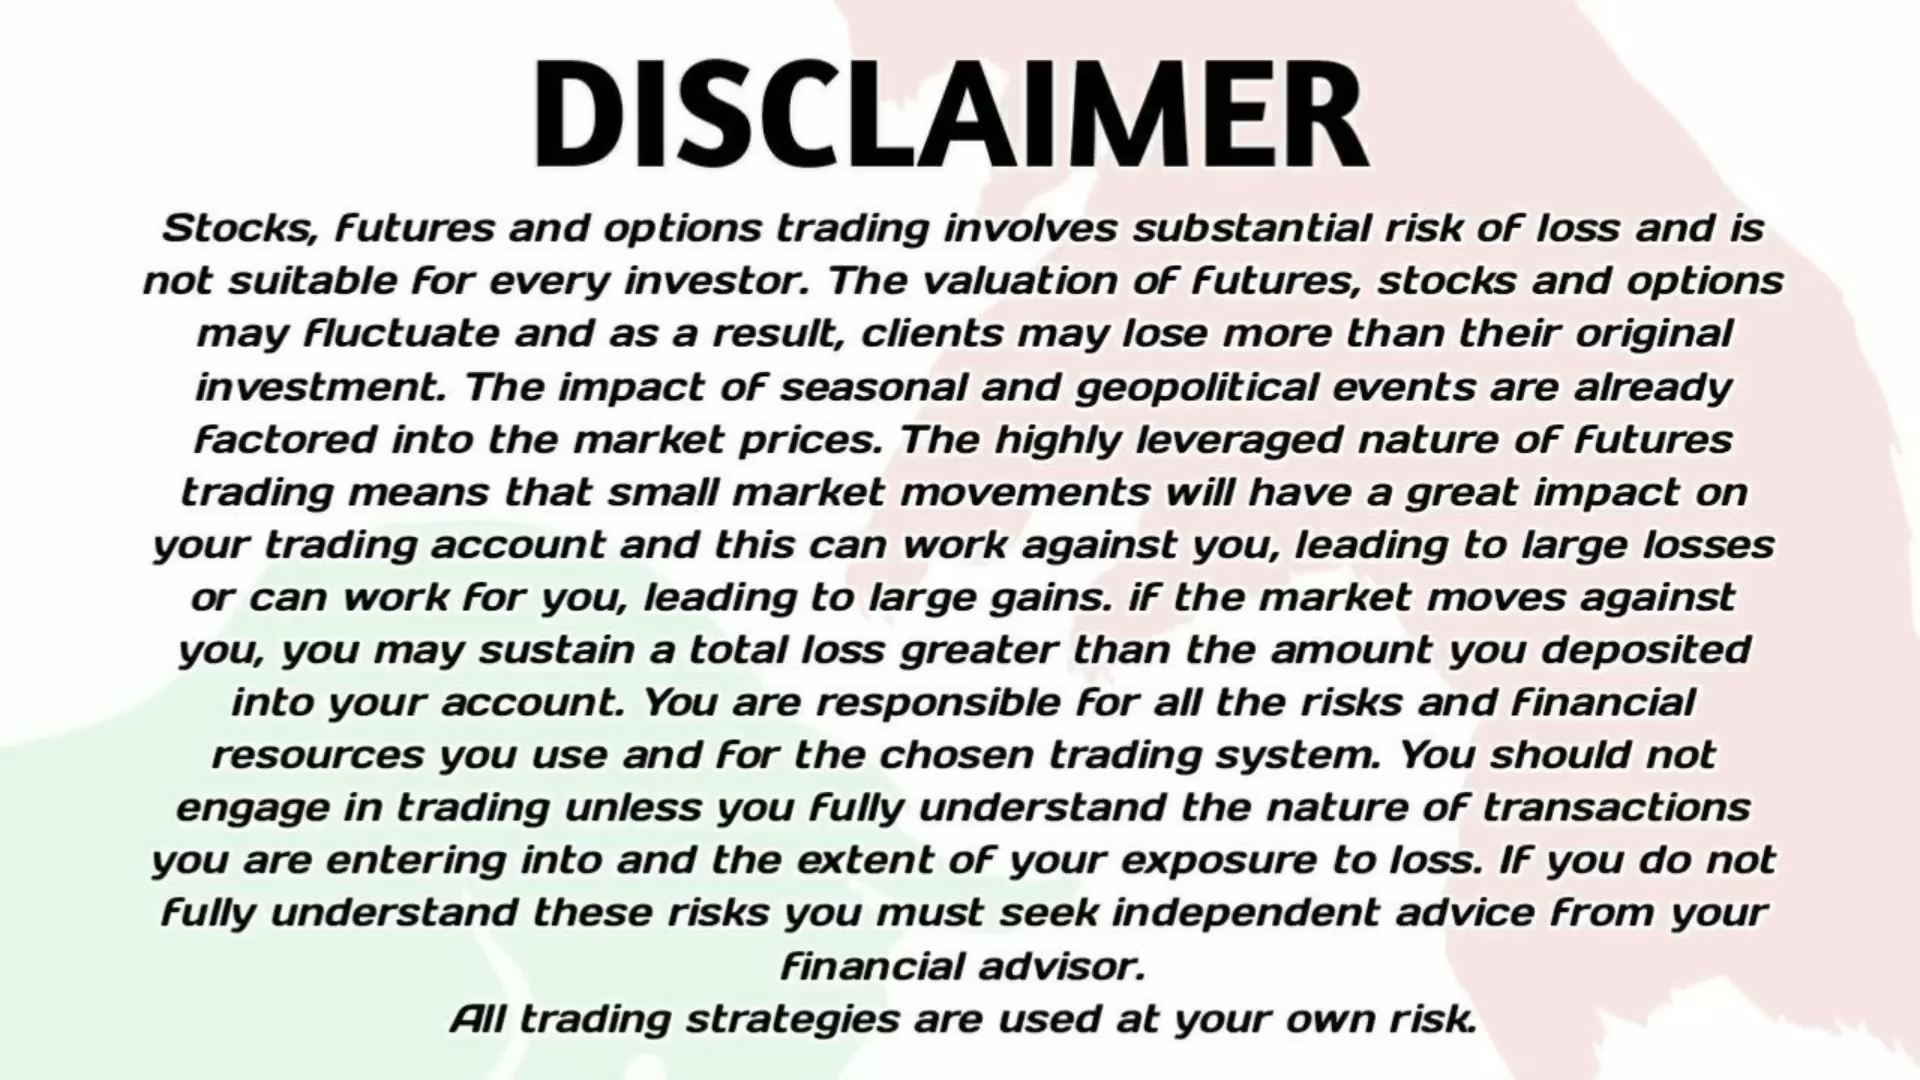 DISCLAIMER
Stocks, futures and options trading involves substantial risk of loss and is
not suitable for every investor. The valuation of futures, stocks and options
may fluctuate and as a result, clients may lose more than their original
investment. The impact of seasonal and geopolitical events are already
factored into the market prices. The highly leveraged nature of futures
trading means that small market movements will have a great impact on
your trading account and this can work against you, leading to large losses
or can work for you, leading to large gains. if the market moves against
you, you may sustain a total loss greater than the amount you deposited
into your account. You are responsible for all the risks and financial
resources you use and for the chosen trading system. You should not
engage in trading unless you fully understand the nature of transactions
you are entering into and the extent of your exposure to loss. If you do not
fully understand these risks you must seek independent advice from your
financial advisor.
All trading strategies are used at your own risk.